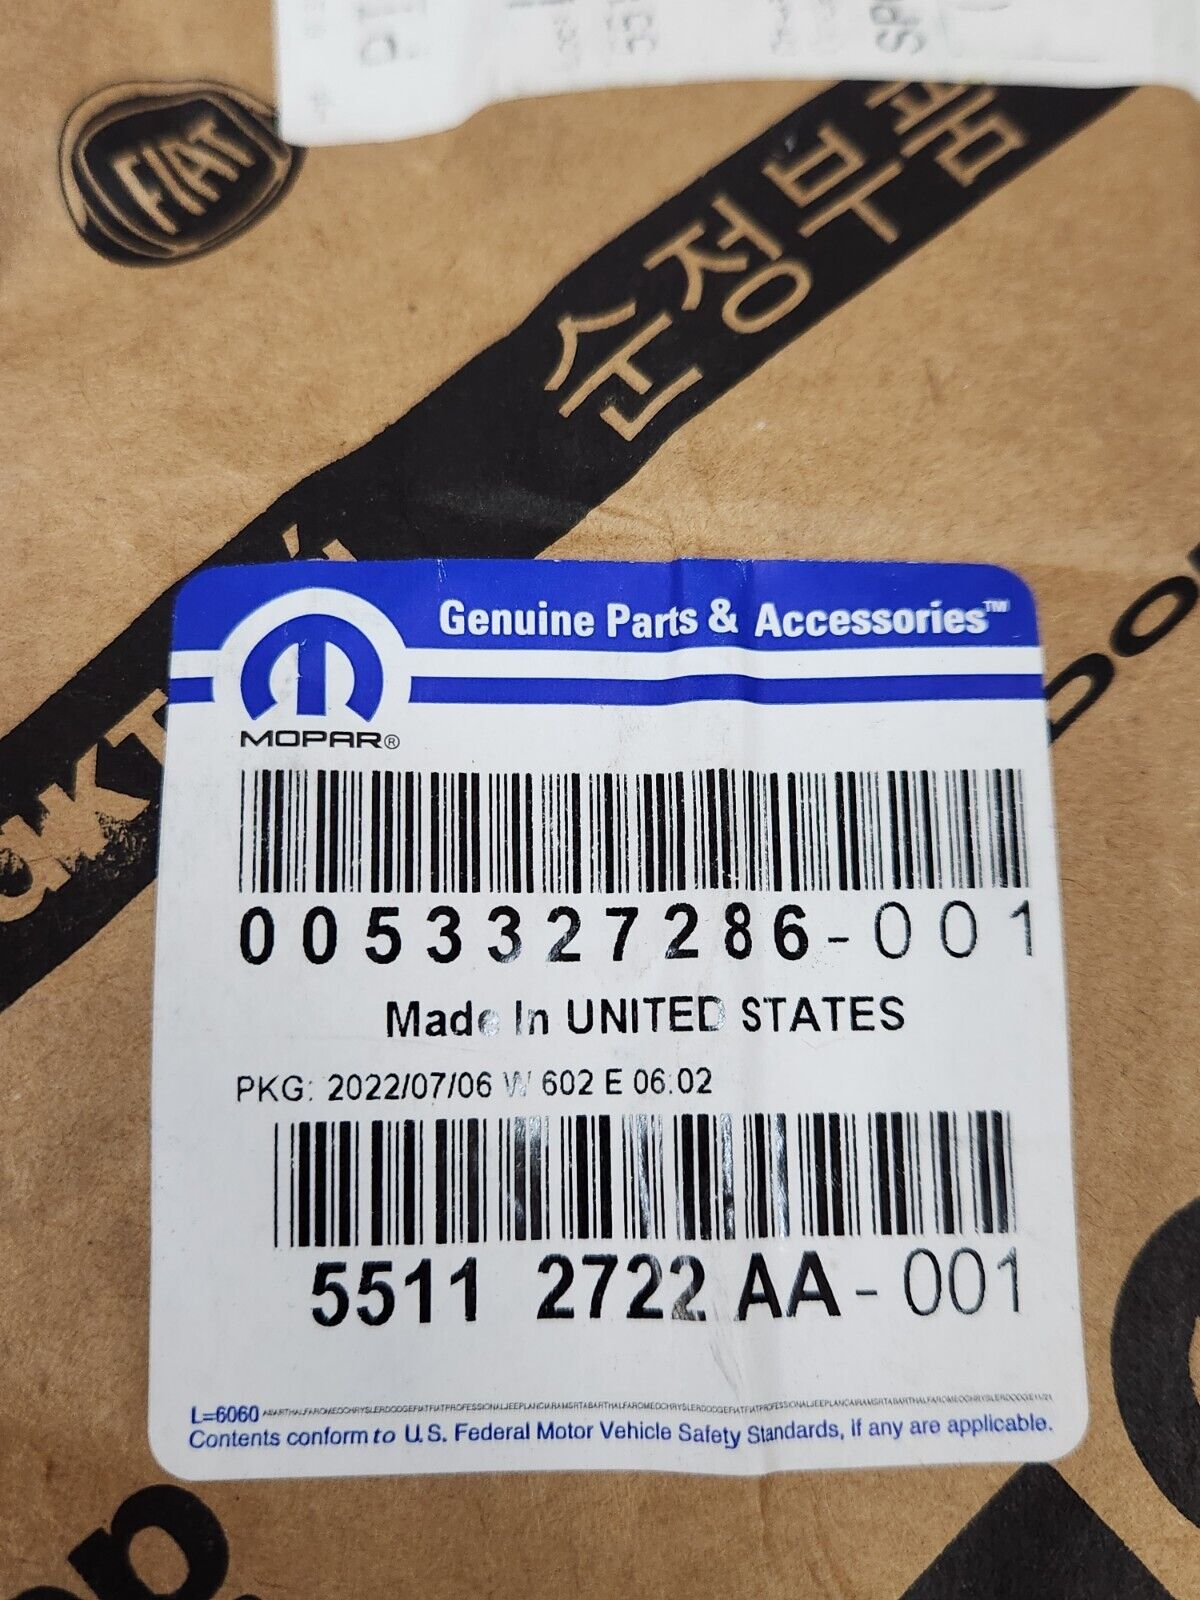 FIAT
순정부품
Genuine Parts & Accessories™
MOPAR®
0053327286-001
Made In UNITED STATES
PKG: 2022/07/06 W 602 E 06:02
5511 2722 AA-001
L=6060
Contents conform to U.S. Federal Motor Vehicle Safety Standards, if any are applicable.